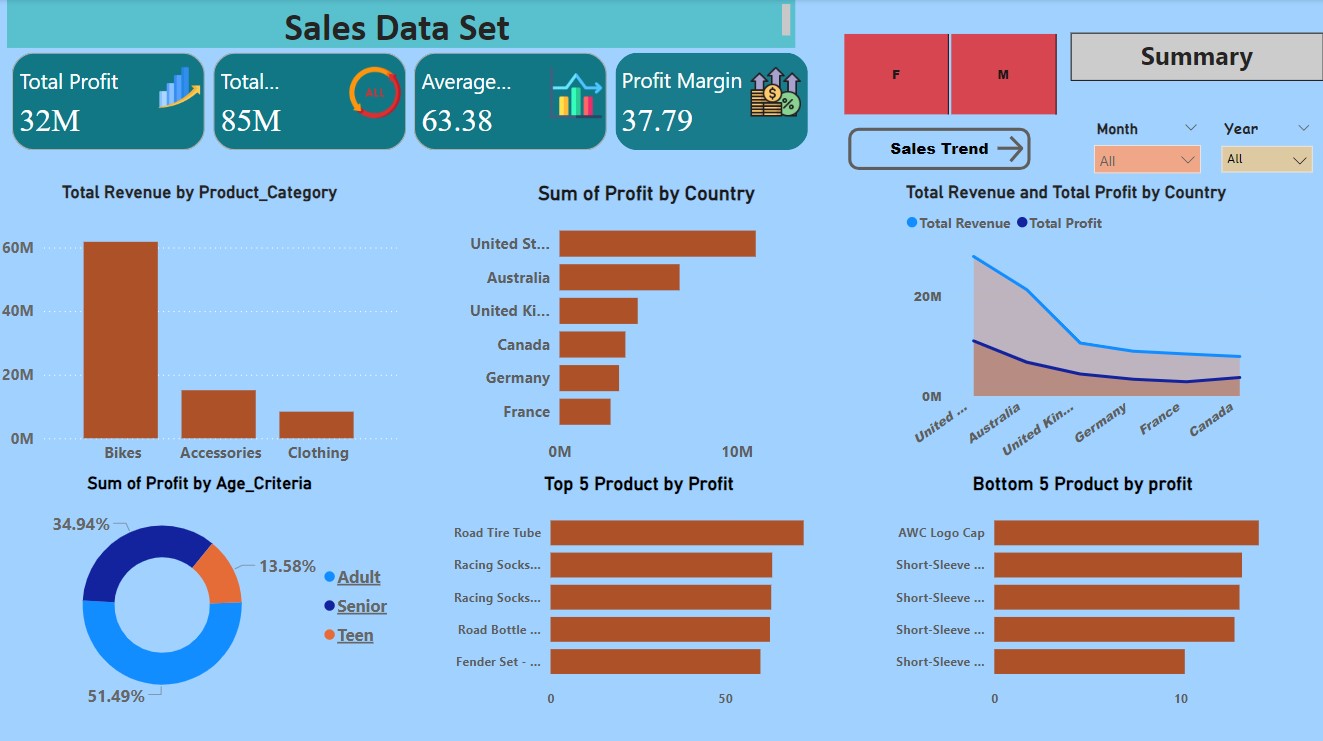 Sales Data Set
Total Profit
32M
Total...
85M
ALL
Average...
63.38
Profit Margin
37.79
F
M
Summary
Sales Trend
Month
All
Year
All
Total Revenue by Product_Category
60M
40M
20M
0M
Bikes
Accessories
Clothing
Sum of Profit by Country
United St...
Australia
United Ki...
Canada
Germany
France
0M
10M
Total Revenue and Total Profit by Country
Total Revenue
Total Profit
20M
0M
United ...
Australia
United Kin...
Germany
France
Canada
Sum of Profit by Age_Criteria
34.94%
13.58%
51.49%
Adult
Senior
Teen
Top 5 Product by Profit
Road Tire Tube
Racing Socks...
Racing Socks...
Road Bottle ...
Fender Set - ...
0
50
Bottom 5 Product by profit
AWC Logo Cap
Short-Sleeve ...
Short-Sleeve ...
Short-Sleeve ...
Short-Sleeve ...
0
10